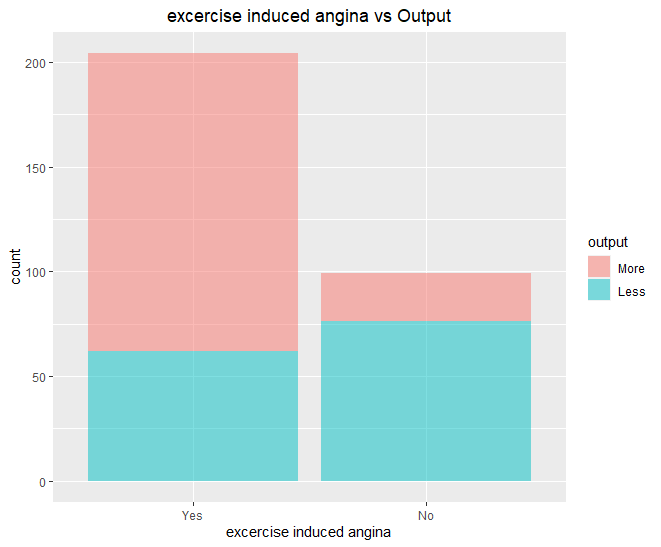 excercise induced angina vs Output
count
200
150
100
50
0
Yes No
excercise induced angina
output
More
Less